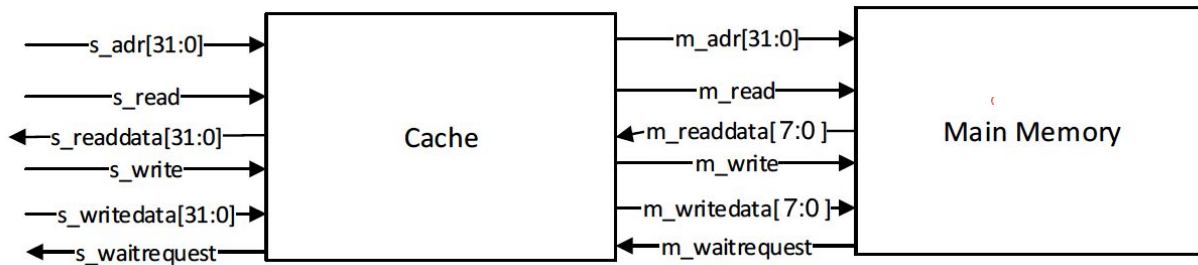 s_adr[31:0]
s_read
s_readdata[31:0]
s_write
s_writedata[31:0]
s_waitrequest
Cache
m_adr[31:0]
m_read
m_readdata[7:0 ]
m_write
m_writedata[7:0 ]
m_waitrequest
Main Memory